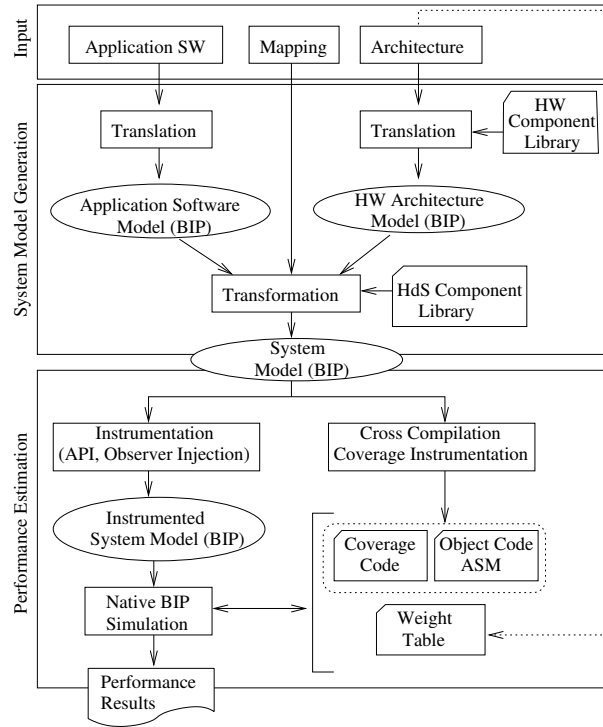 Input
Application SW
Mapping
Architecture
System Model Generation
Translation
Translation
HW
Component
Library
Application Software
Model (BIP)
HW Architecture
Model (BIP)
Transformation
HdS Component
Library
System
Model (BIP)
Performance Estimation
Instrumentation
(API, Observer Injection)
Cross Compilation
Coverage Instrumentation
Instrumented
System Model (BIP)
Coverage
Code
Object Code
ASM
Native BIP
Simulation
Weight
Table
Performance
Results